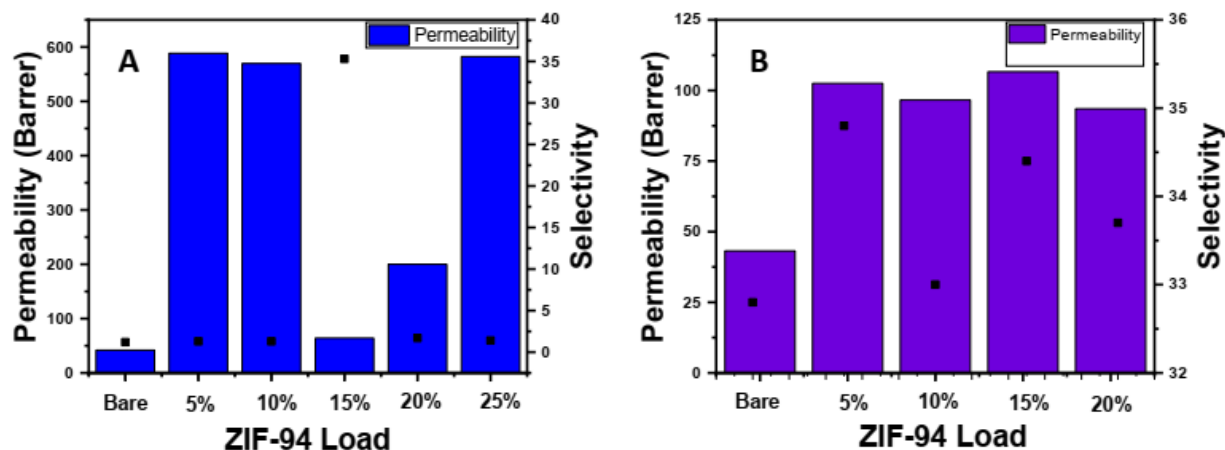 A
Permeability
Permeability (Barrer)
600
500
400
300
200
100
0
40
35
30
25
20
15
10
5
0
Selectivity
Bare 5% 10% 15% 20% 25%
ZIF-94 Load
B
Permeability
Permeability (Barrer)
125
100
75
50
25
0
36
35
34
33
32
Selectivity
Bare 5% 10% 15% 20%
ZIF-94 Load